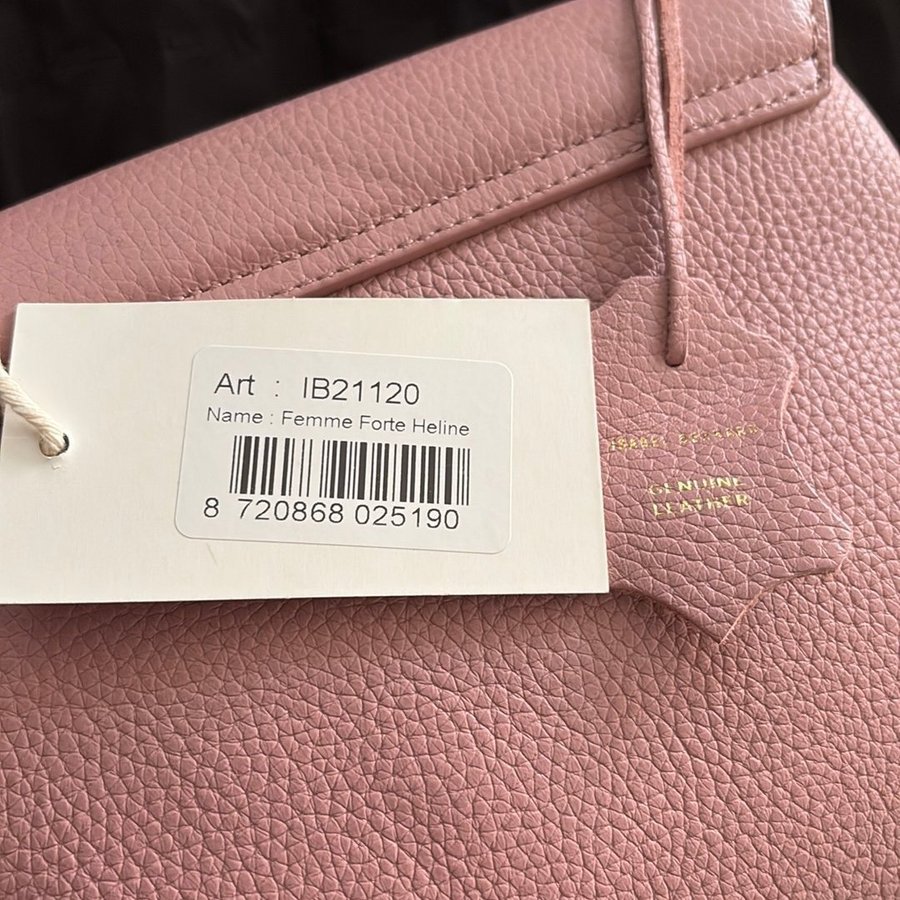 Art : IB21120
Name : Femme Forte Heline
8 720868 025190
ISABEL BERNARD
GENUINE
LEATHER